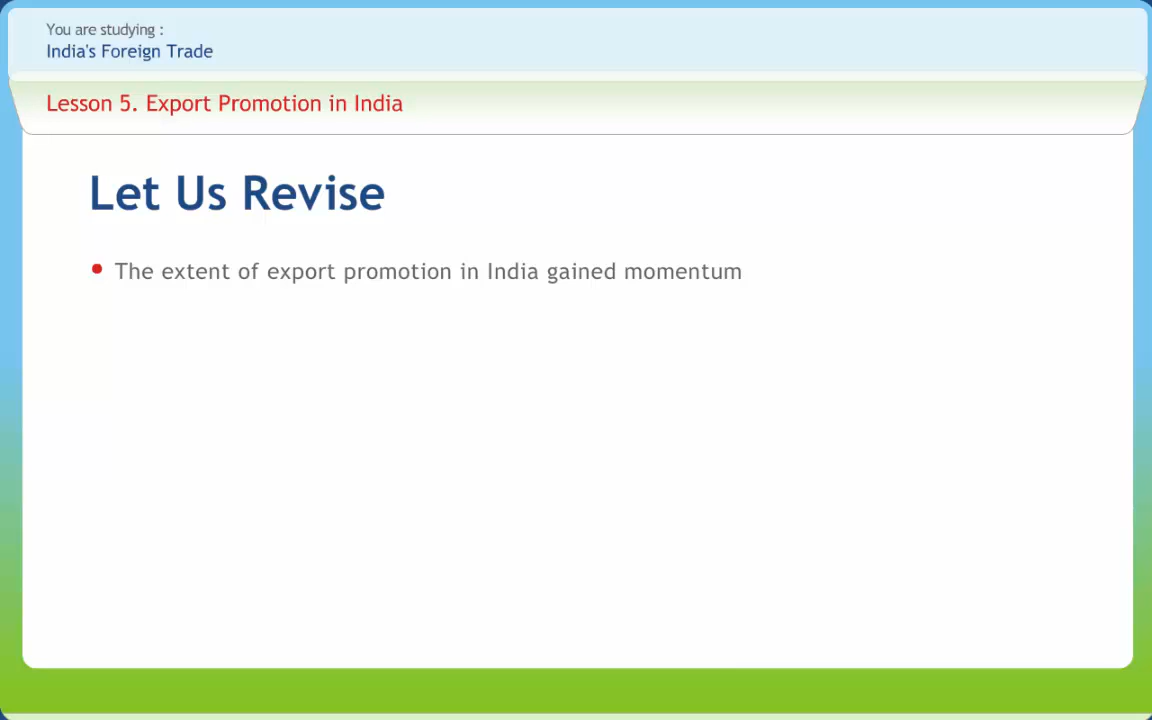 You are studying :
India's Foreign Trade
Lesson 5. Export Promotion in India
Let Us Revise
• The extent of export promotion in India gained momentum